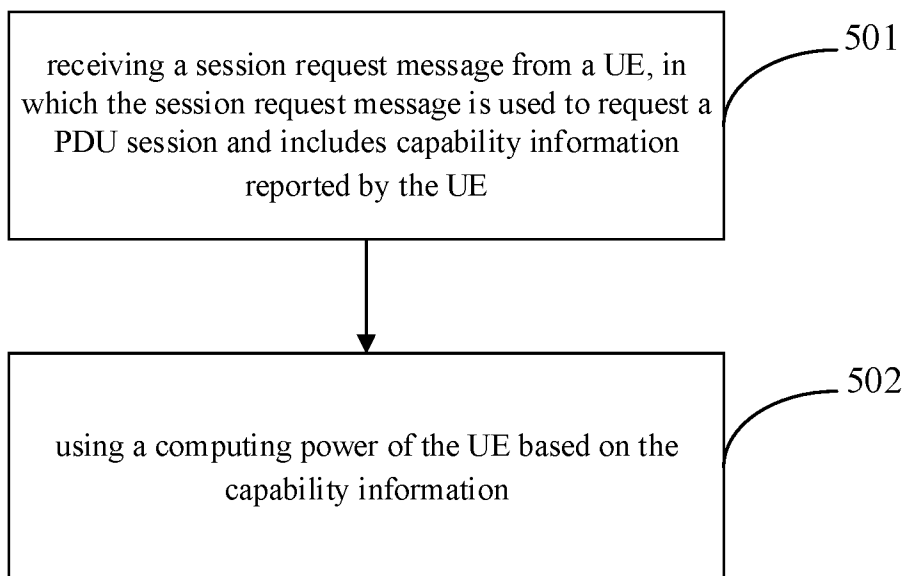 receiving a session request message from a UE, in
which the session request message is used to request a
PDU session and includes capability information
reported by the UE
501
using a computing power of the UE based on the
capability information
502